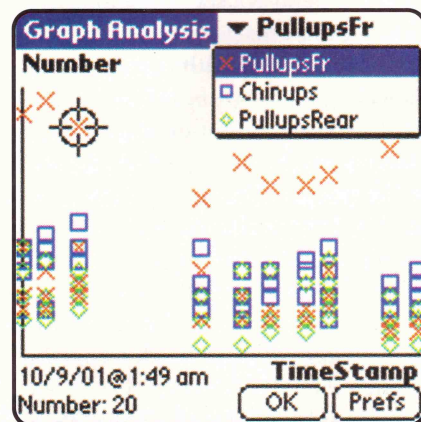 Graph Analysis
PullupsFr
Number
PullupsFr
Chinups
PullupsRear
10/9/01@1:49 am
TimeStamp
Number: 20
OK
Prefs